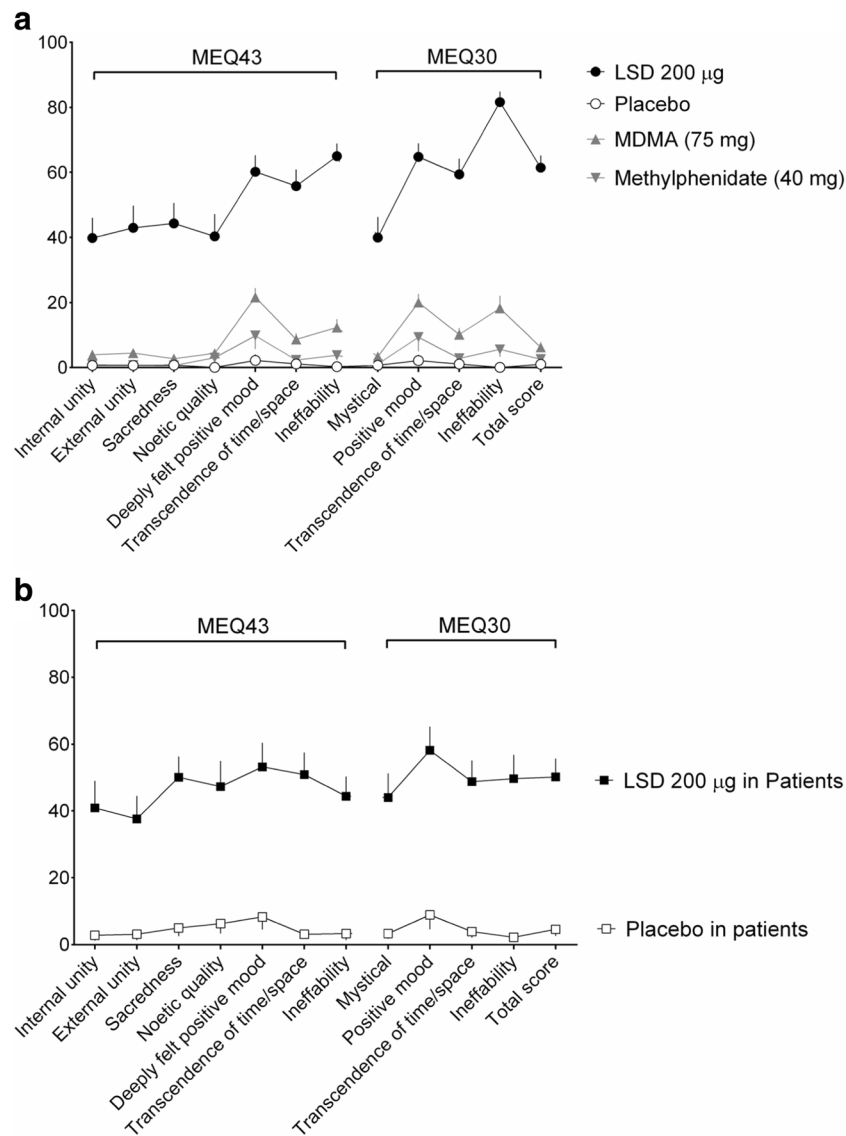 a
100
80
60
40
20
0
MEQ43
MEQ30
LSD 200 μg
Placebo
MDMA (75 mg)
Methylphenidate (40 mg)
Internal unity
External unity
Sacredness
Noetic quality
Deeply felt positive mood
Transcendence of time/space
Ineffability
Mystical
Positive mood
Transcendence of time/space
Ineffability
Total score
b
100
80
60
40
20
0
MEQ43
MEQ30
LSD 200 μg in Patients
Placebo in patients
Internal unity
External unity
Sacredness
Noetic quality
Deeply felt positive mood
Transcendence of time/space
Ineffability
Mystical
Positive mood
Transcendence of time/space
Ineffability
Total score